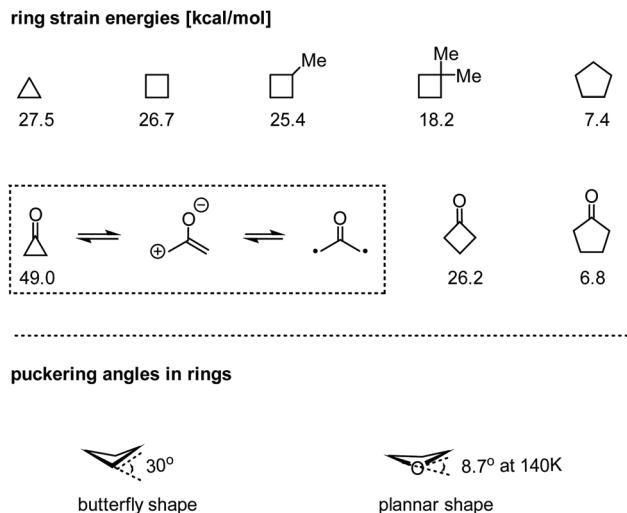 ring strain energies [kcal/mol]
Me
Me
Me
27.5 26.7 25.4 18.2 7.4
O O⊖ O O O
⊕
49.0 26.2 6.8
puckering angles in rings
30º
O 8.7º at 140K
butterfly shape plannar shape